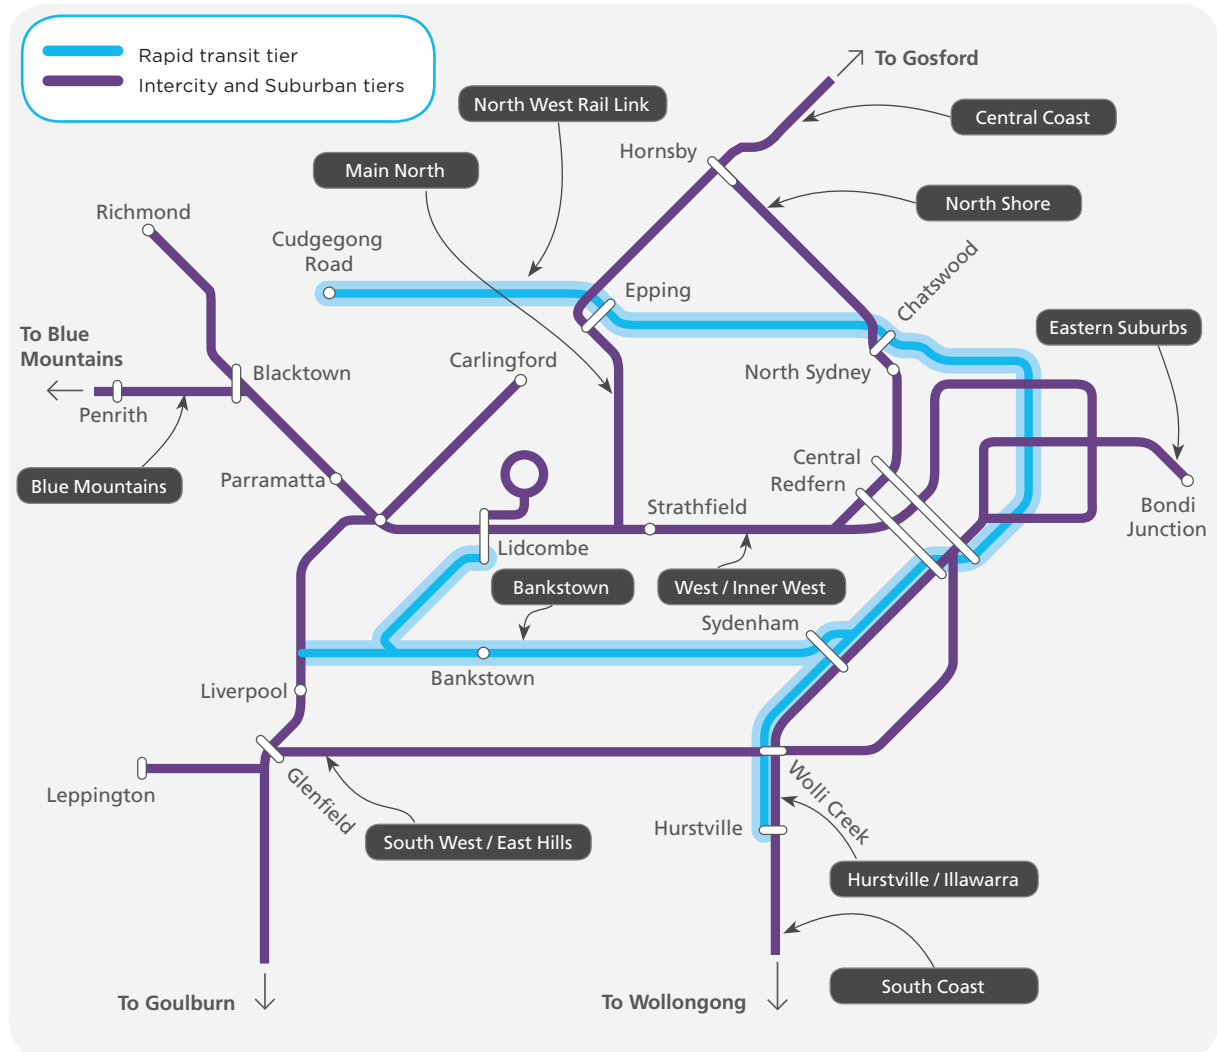 Rapid transit tier
Intercity and Suburban tiers
To Gosford
North West Rail Link
Central Coast
Hornsby
Main North
North Shore
Richmond
Cudgegong
Road
Chatswood
Epping
Eastern Suburbs
To Blue
Mountains
Carlingford
Blacktown
North Sydney
Penrith
Central
Parramatta
Redfern
Blue Mountains
Strathfield
Bondi
Junction
Lidcombe
Bankstown
West / Inner West
Sydenham
Bankstown
Liverpool
Glenfield
Wolli Creek
Leppington
Hurstville
South West / East Hills
Hurstville / Illawarra
South Coast
To Goulburn
To Wollongong